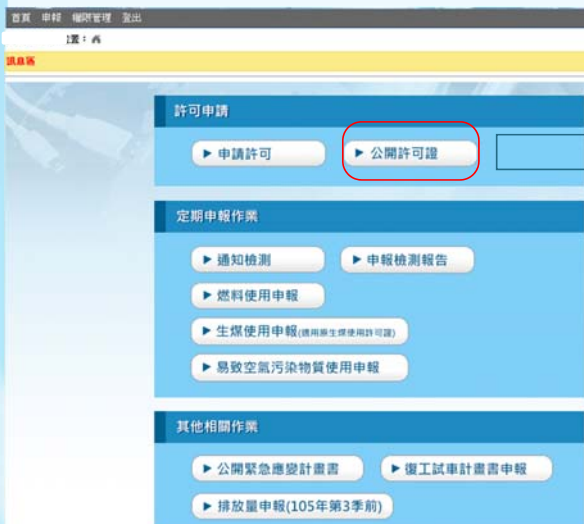 首頁 申報 權限管理 登出
置：
訊息區
許可申請
▶ 申請許可 ▶ 公開許可證
定期申報作業
▶ 通知檢測 ▶ 申報檢測報告
▶ 燃料使用申報
▶ 生煤使用申報(適用原生煤使用許可證)
▶ 易致空氣污染物質使用申報
其他相關作業
▶ 公開緊急應變計畫書 ▶ 復工試車計畫書申報
▶ 排放量申報(105年第3季前)